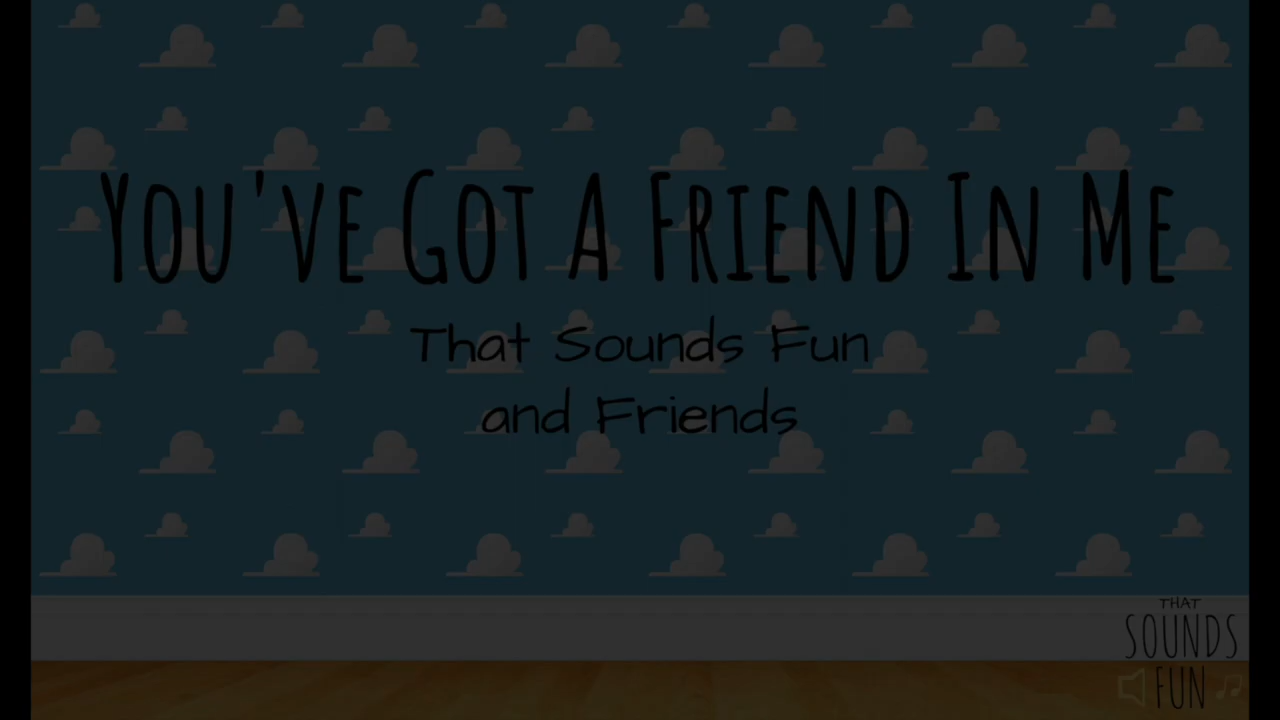 You've Got A Friend In Me
That Sounds Fun
and Friends
THAT
SOUNDS
FUN